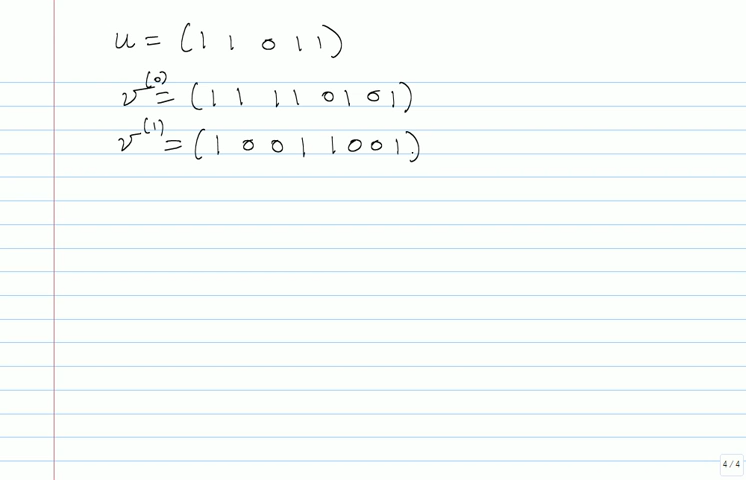 u = (1 1 0 1 1)
v^(0) = (1 1 1 1 0 1 0 1)
v^(1) = (1 0 0 1 1 0 0 1)
4 / 4